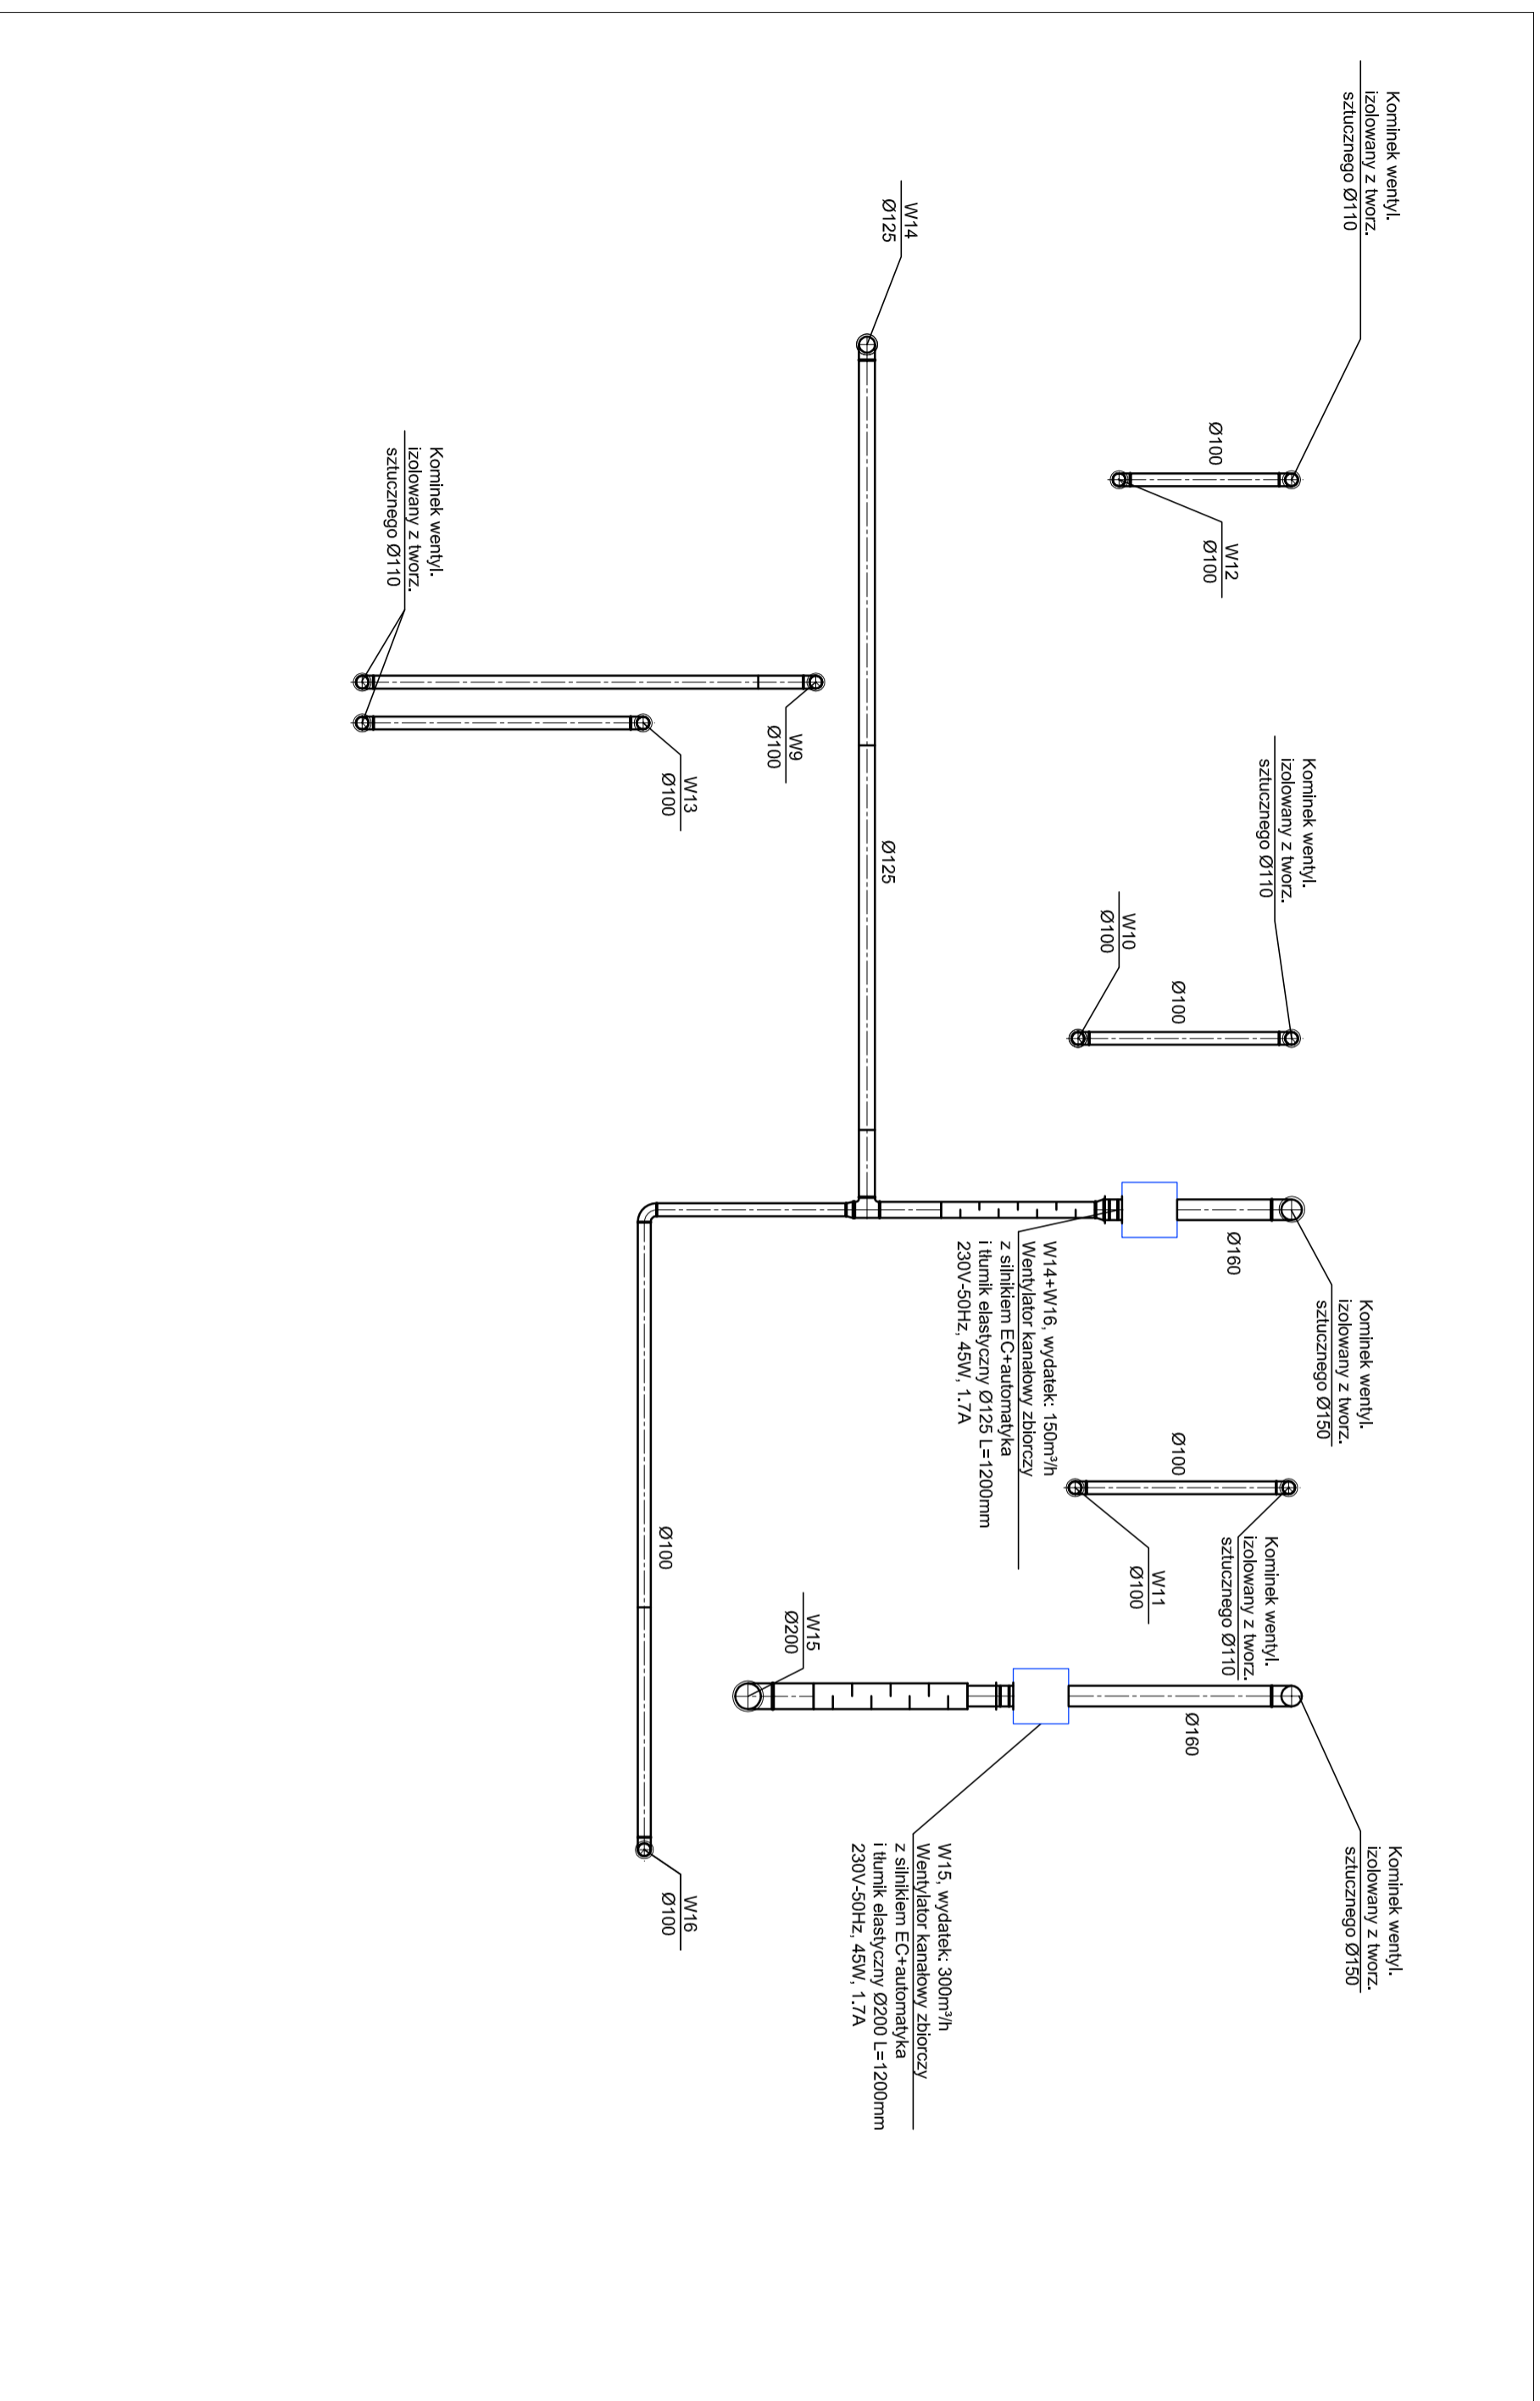 Kominek wentyl.
izolowany z tworz.
sztucznego Ø110
W14
Ø125
Ø100
W12
Ø100
Kominek wentyl.
izolowany z tworz.
sztucznego Ø110
W9
Ø100
W13
Ø100
Ø125
Kominek wentyl.
izolowany z tworz.
sztucznego Ø110
W10
Ø100
Ø100
Ø160
Kominek wentyl.
izolowany z tworz.
sztucznego Ø150
W14+W16, wydatek: 150m³/h
Wentylator kanałowy zbiorczy
z silnikiem EC+automatyka
i tłumik elastyczny Ø125 L=1200mm
230V-50Hz, 45W, 1.7A
Ø100
Kominek wentyl.
izolowany z tworz.
sztucznego Ø110
W11
Ø100
Ø100
W15
Ø200
Ø160
Kominek wentyl.
izolowany z tworz.
sztucznego Ø150
W15, wydatek: 300m³/h
Wentylator kanałowy zbiorczy
z silnikiem EC+automatyka
i tłumik elastyczny Ø200 L=1200mm
230V-50Hz, 45W, 1.7A
W16
Ø100